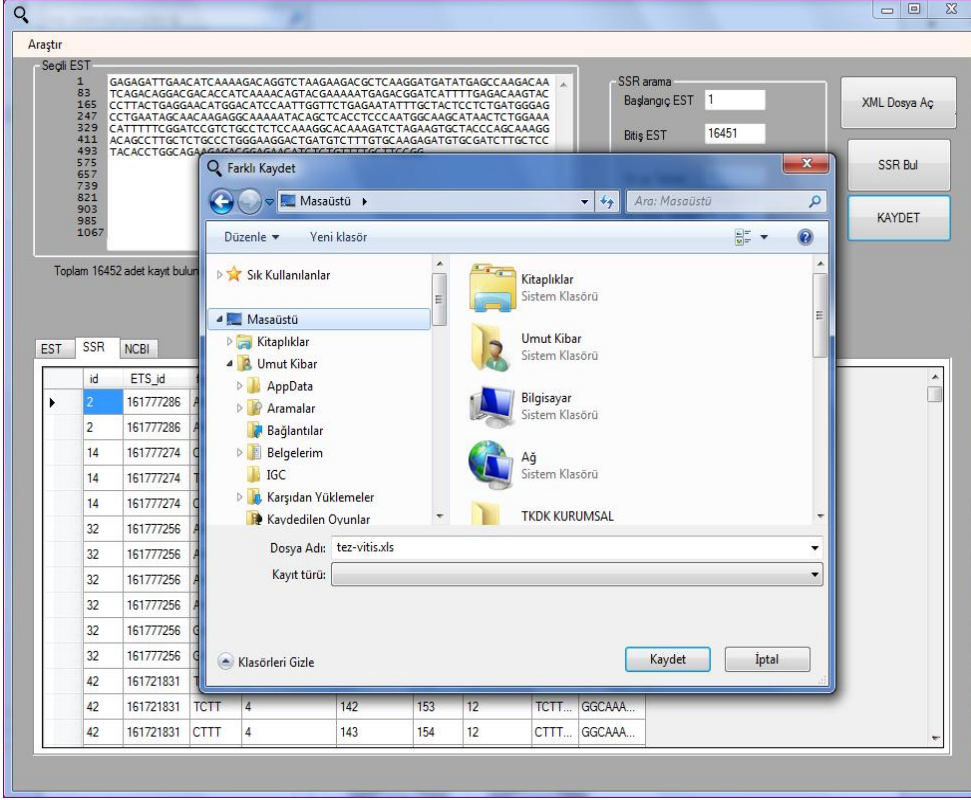 Araştır
Seçili EST
1 GAGAGATTGAACATCAAAAGACAGGTCTAAGAAGACGCTCAAGGATGATATGAGCCAAGACAA
83 TCAGACAGGACGACACCATCAAAACAGTACGAAAAATGAGACGGATCATTTTGAGACAAGTAC
165 CCTTACTGAGGAACATGGACATCCAATTGGTTCTGAGAATATTTGCTACTCCTCTGATGGGAG
247 CCTGAATAGCAACAAGAGGCAAAAATACAGCTCACCTCCCAATGGCAAGCATAACTCTGGAAA
329 CATTTTTCGGATCCGTCTGCCTCTCCAAAGGCACAAAGATCTAGAAGTGCTACCCAGCAAAGG
411 ACAGCCTTGCTCTGCCCTGGGAAGGACTGATGTCTTTGTGCAAGAGATGTGCGATCTTGCTCC
493 TACACCTGGCAGAAGAGACGGAGAACATCTCTGTTTTGCTTCCGG
575
657
739
821
903
985
1067
SSR arama
Başlangıç EST 1
Bitiş EST 16451
XML Dosya Aç
SSR Bul
KAYDET
Toplam 16452 adet kayıt
Farklı Kaydet
Masaüstü
Ara: Masaüstü
Düzenle Yeni klasör
Sık Kullanılanlar
Masaüstü
Kitaplıklar
Umut Kibar
AppData
Aramalar
Bağlantılar
Belgelerim
IGC
Karşıdan Yüklemeler
Kaydedilen Oyunlar
Kitaplıklar
Sistem Klasörü
Umut Kibar
Sistem Klasörü
Bilgisayar
Sistem Klasörü
Ağ
Sistem Klasörü
TKDK KURUMSAL
Dosya Adı: tez-vitis.xls
Kayıt türü:
Klasörleri Gizle
Kaydet İptal
EST SSR NCBI
id ETS_id
2 161777286
2 161777286
14 161777274
14 161777274
14 161777274
32 161777256
32 161777256
32 161777256
32 161777256
32 161777256
32 161777256
42 161721831
42 161721831 TCTT 4 142 153 12 TCTT... GGCAAA...
42 161721831 CTTT 4 143 154 12 CTTT... GGCAAA...